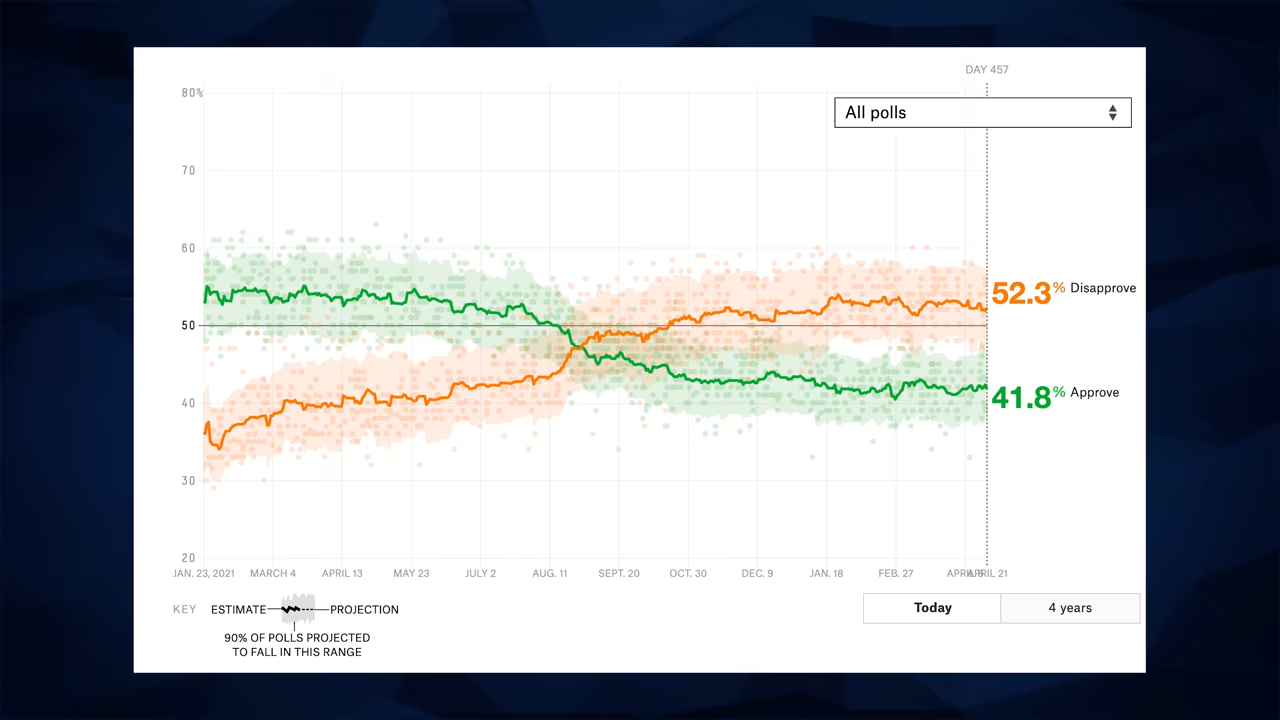 DAY 457
80%
All polls
70
60
52.3% Disapprove
50
41.8% Approve
40
30
20
JAN. 23, 2021 MARCH 4 APRIL 13 MAY 23 JULY 2 AUG. 11 SEPT. 20 OCT. 30 DEC. 9 JAN. 18 FEB. 27 APRIL 21
KEY ESTIMATE PROJECTION
90% OF POLLS PROJECTED
TO FALL IN THIS RANGE
Today 4 years